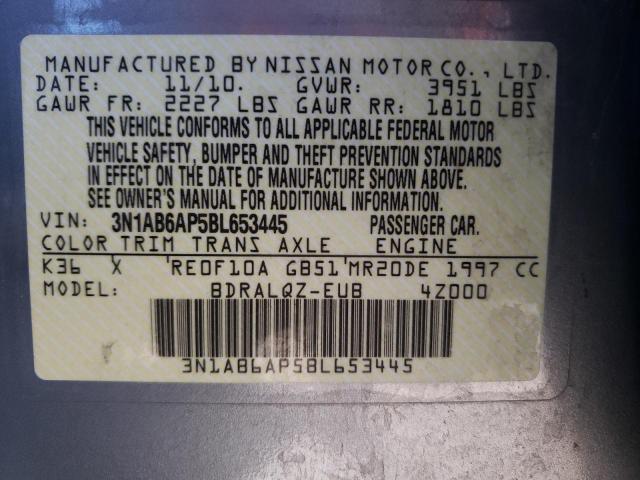 MANUFACTURED BY NISSAN MOTOR CO., LTD.
DATE: 11/10. GVWR: 3951 LBS
GAWR FR: 2227 LBS GAWR RR: 1810 LBS
THIS VEHICLE CONFORMS TO ALL APPLICABLE FEDERAL MOTOR
VEHICLE SAFETY, BUMPER AND THEFT PREVENTION STANDARDS
IN EFFECT ON THE DATE OF MANUFACTURE SHOWN ABOVE.
SEE OWNER'S MANUAL FOR ADDITIONAL INFORMATION.
VIN: 3N1AB6AP5BL653445 PASSENGER CAR.
COLOR TRIM TRANS AXLE ENGINE
K36 X 'RE0F10A GB51'MR20DE 1997 CC
MODEL: BDRALQZ-EUB 4Z000
3N1AB6AP5BL653445